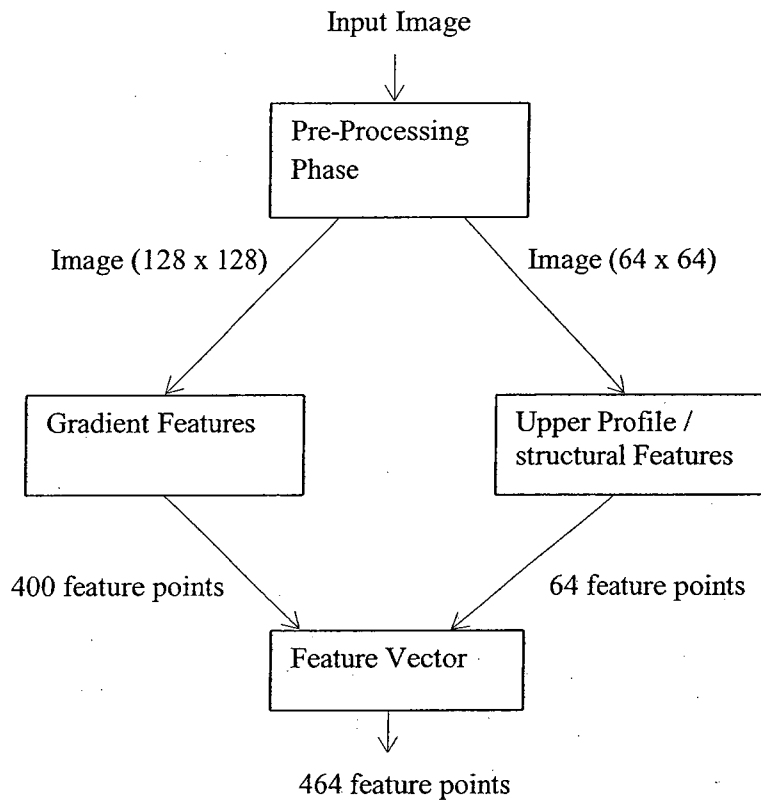 Input Image
Pre-Processing
Phase
Image (128 x 128)
Image (64 x 64)
Gradient Features
Upper Profile /
structural Features
400 feature points
64 feature points
Feature Vector
464 feature points